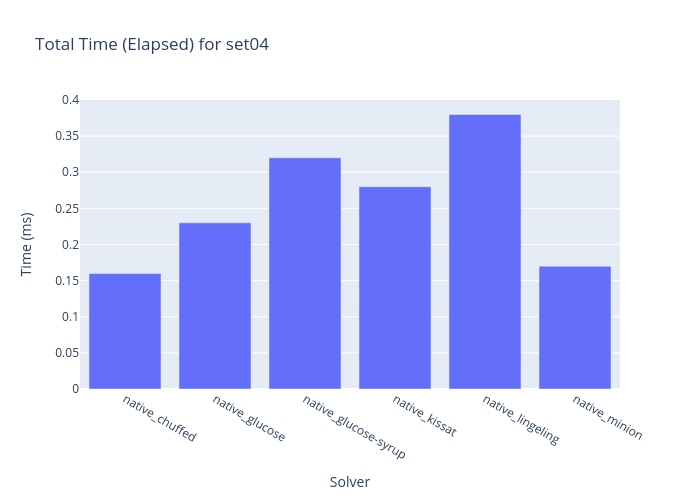 Total Time (Elapsed) for set04
0.4
0.35
0.3
0.25
0.2
0.15
0.1
0.05
0
Time (ms)
native_chuffed
native_glucose
native_glucose-syrup
native_kissat
native_lingeling
native_minion
Solver